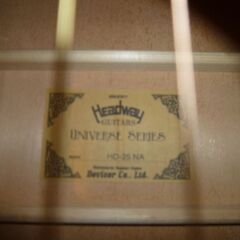 Headway
GUITARS
UNIVERSE SERIES
HD-25 NA
Deviser Co., Ltd.